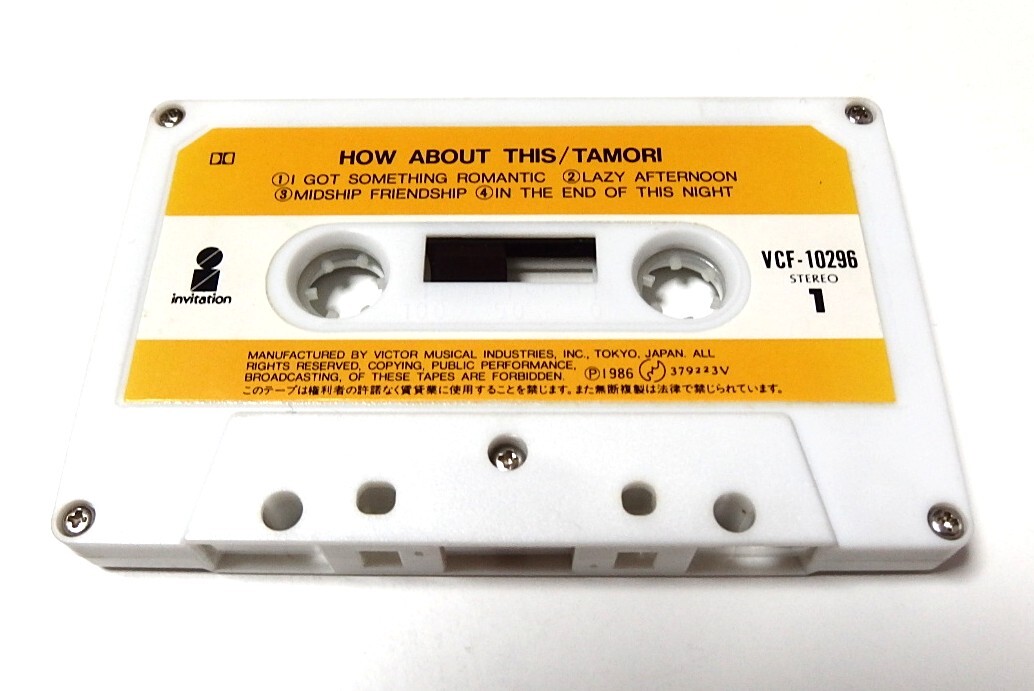 HOW ABOUT THIS/TAMORI
①I GOT SOMETHING ROMANTIC ②LAZY AFTERNOON
③MIDSHIP FRIENDSHIP ④IN THE END OF THIS NIGHT
invitation
VCF-10296
STEREO
1
MANUFACTURED BY VICTOR MUSICAL INDUSTRIES, INC., TOKYO, JAPAN. ALL
RIGHTS RESERVED, COPYING, PUBLIC PERFORMANCE,
BROADCASTING, OF THESE TAPES ARE FORBIDDEN.
Ⓟ1986 379223V
このテープは権利者の許諾なく賃貸業に使用することを禁じます。また無断複製は法律で禁じられています。